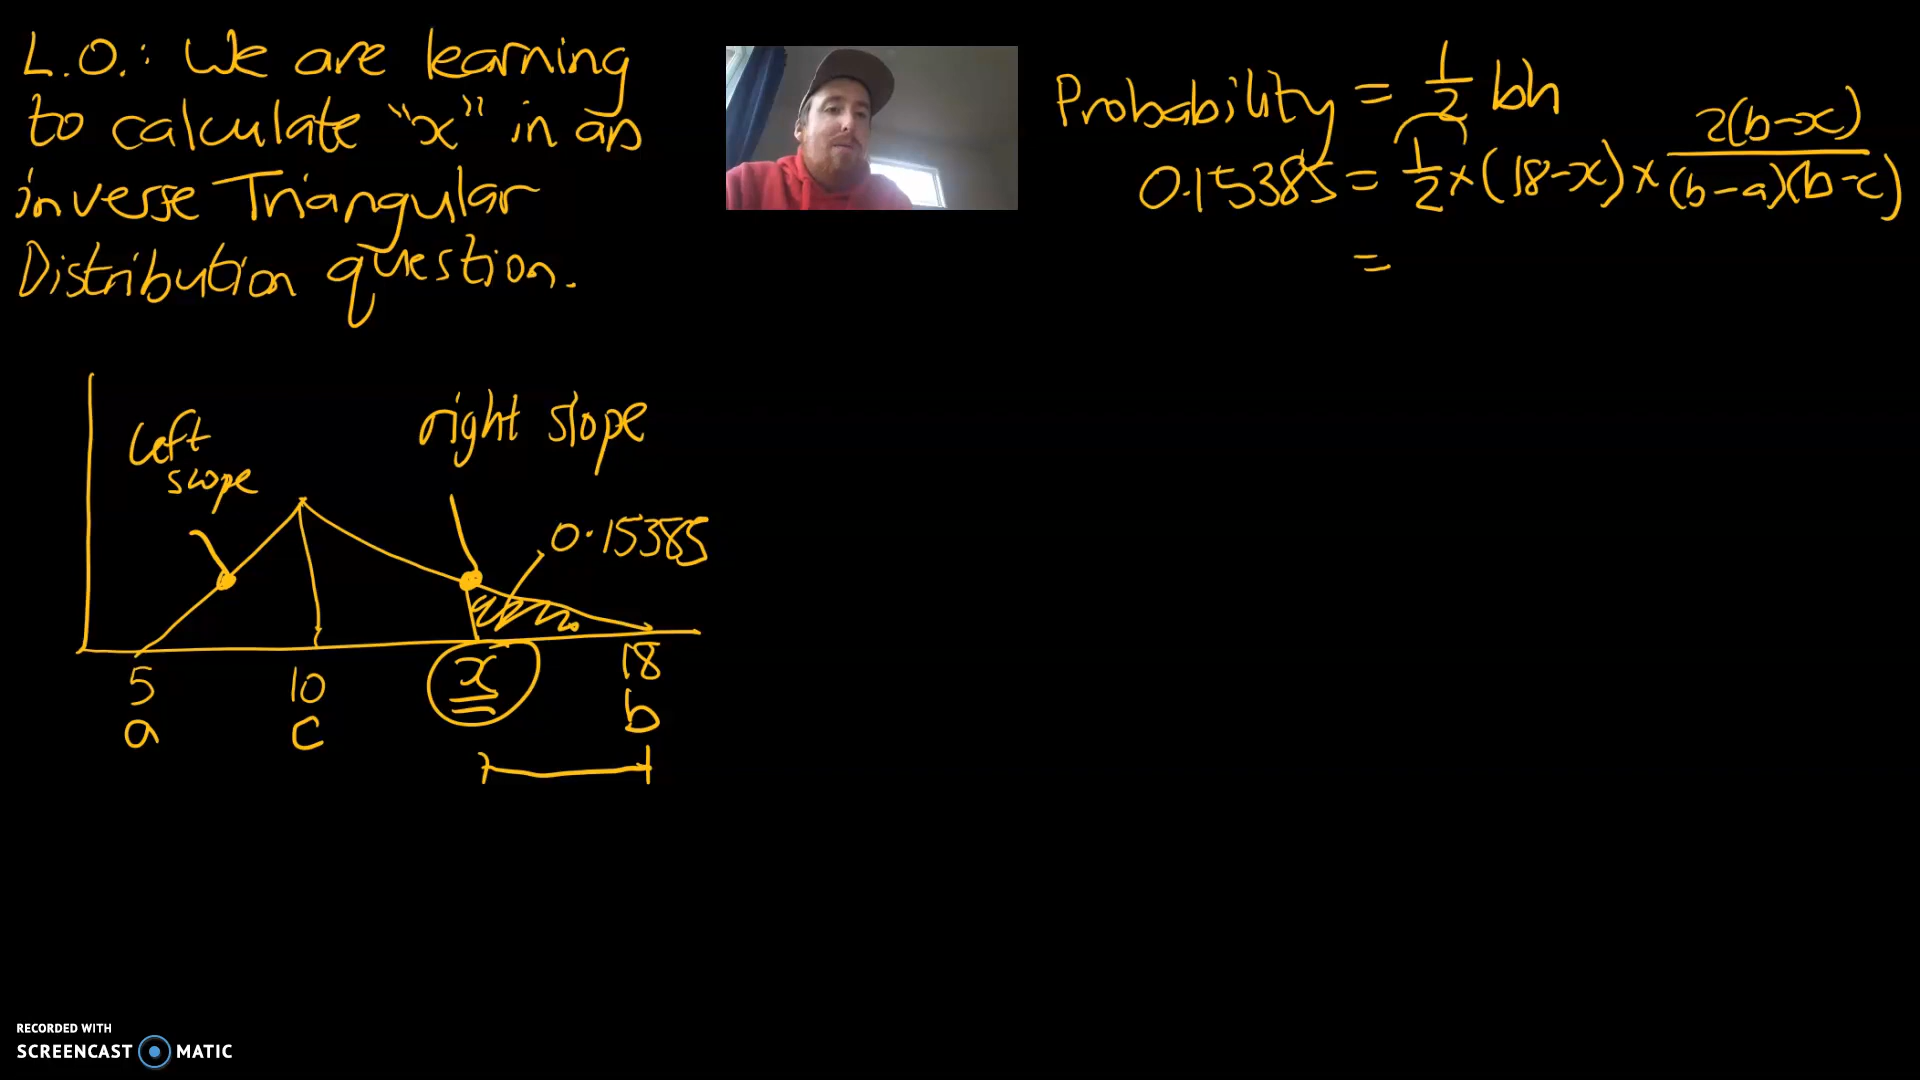 L.O.: We are learning
to calculate "x" in an
inverse Triangular
Distribution question.
Probability = 1/2 bh
0.15385 = 1/2 × (18-x) × 2(b-x)/(b-a)(b-c)
=
left
slope
right slope
0.15385
5
10
x
18
a
c
b
RECORDED WITH
SCREENCAST MATIC